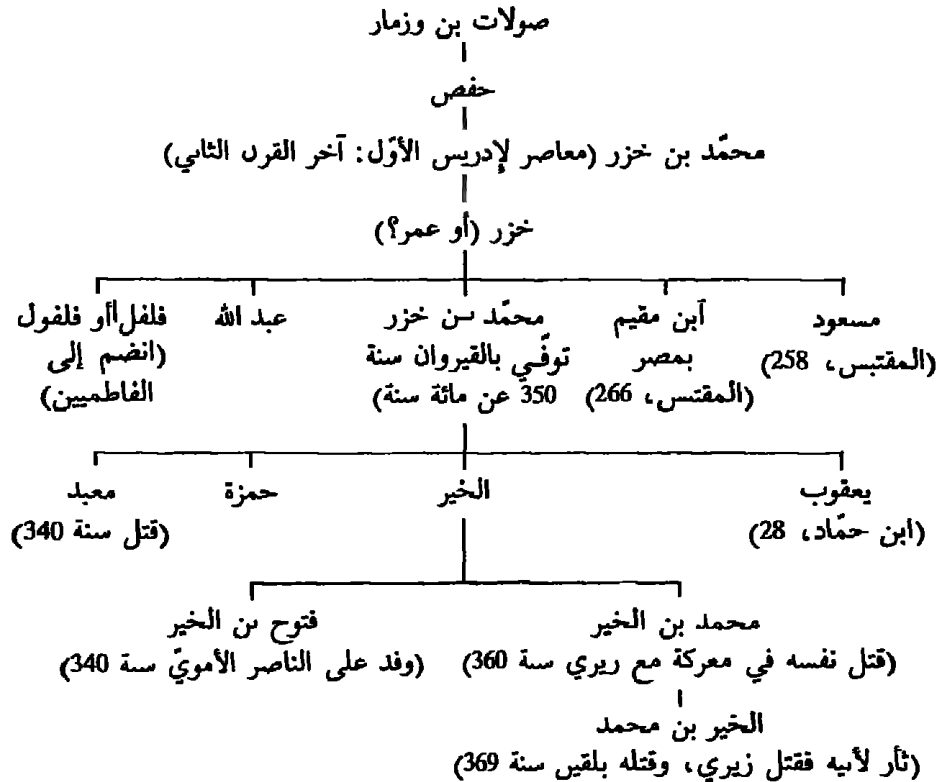 صولات بن وزمار
حفص
محمّد بن خزر (معاصر لإدريس الأوّل: آخر القرن الثاني)
خزر (أو عمر؟)
مسعود
(المقتبس، 258)
آبن مقيم
بمصر
(المقتبس، 266)
محمّد بن خزر
توفّي بالقيروان سنة
350 عن مائة سنة)
عبد الله
فلفل أو فلفول
(انضم إلى
الفاطميين)
يعقوب
(ابن حمّاد، 28)
الخير
حمزة
معبد
(قتل سنة 340)
محمد بن الخير
(قتل نفسه في معركة مع زيري سنة 360)
فتوح بن الخير
(وفد على الناصر الأمويّ سنة 340)
الخير بن محمد
(ثأر لأبيه فقتل زيري، وقتله بلقين سنة 369)